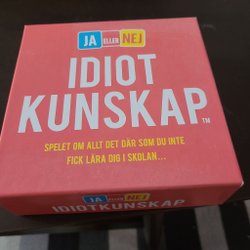 JA ELLER NEJ
IDIOT
KUNSKAP™
SPELET OM ALLT DET DÄR SOM DU INTE
FICK LÄRA DIG I SKOLAN...
JA ELLER NEJ
IDIOTKUNSKAP